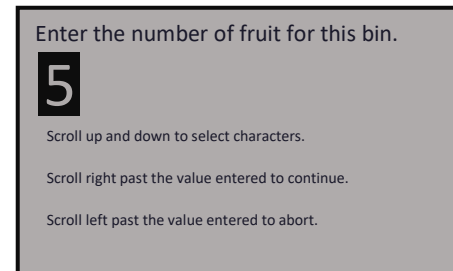 Enter the number of fruit for this bin.
5
Scroll up and down to select characters.
Scroll right past the value entered to continue.
Scroll left past the value entered to abort.